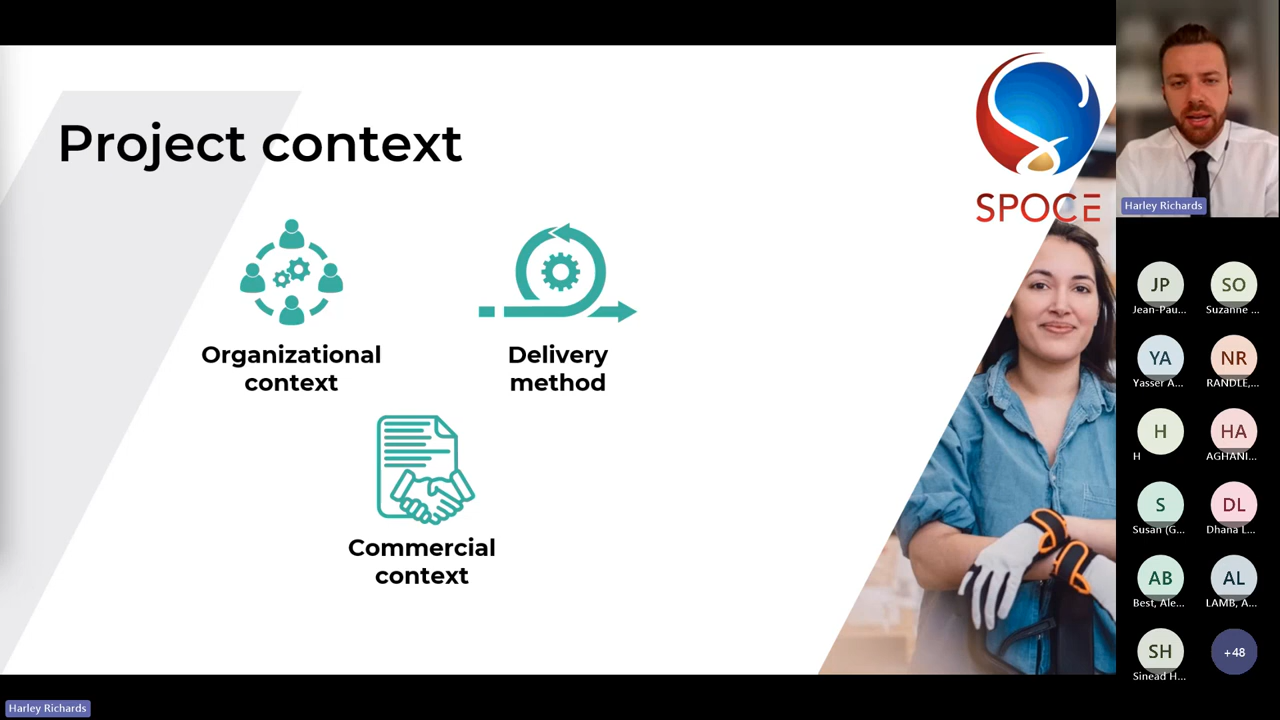 Project context
SPOCE
Organizational
context
Delivery
method
Commercial
context
Harley Richards
JP
SO
Jean-Pau...
Suzanne ...
YA
NR
Yasser A...
RANDLE,...
H
HA
H
AGHANI...
S
DL
Susan (G...
Dhana L...
AB
AL
Best, Ale...
LAMB, A...
SH
+48
Sinead H...
Harley Richards